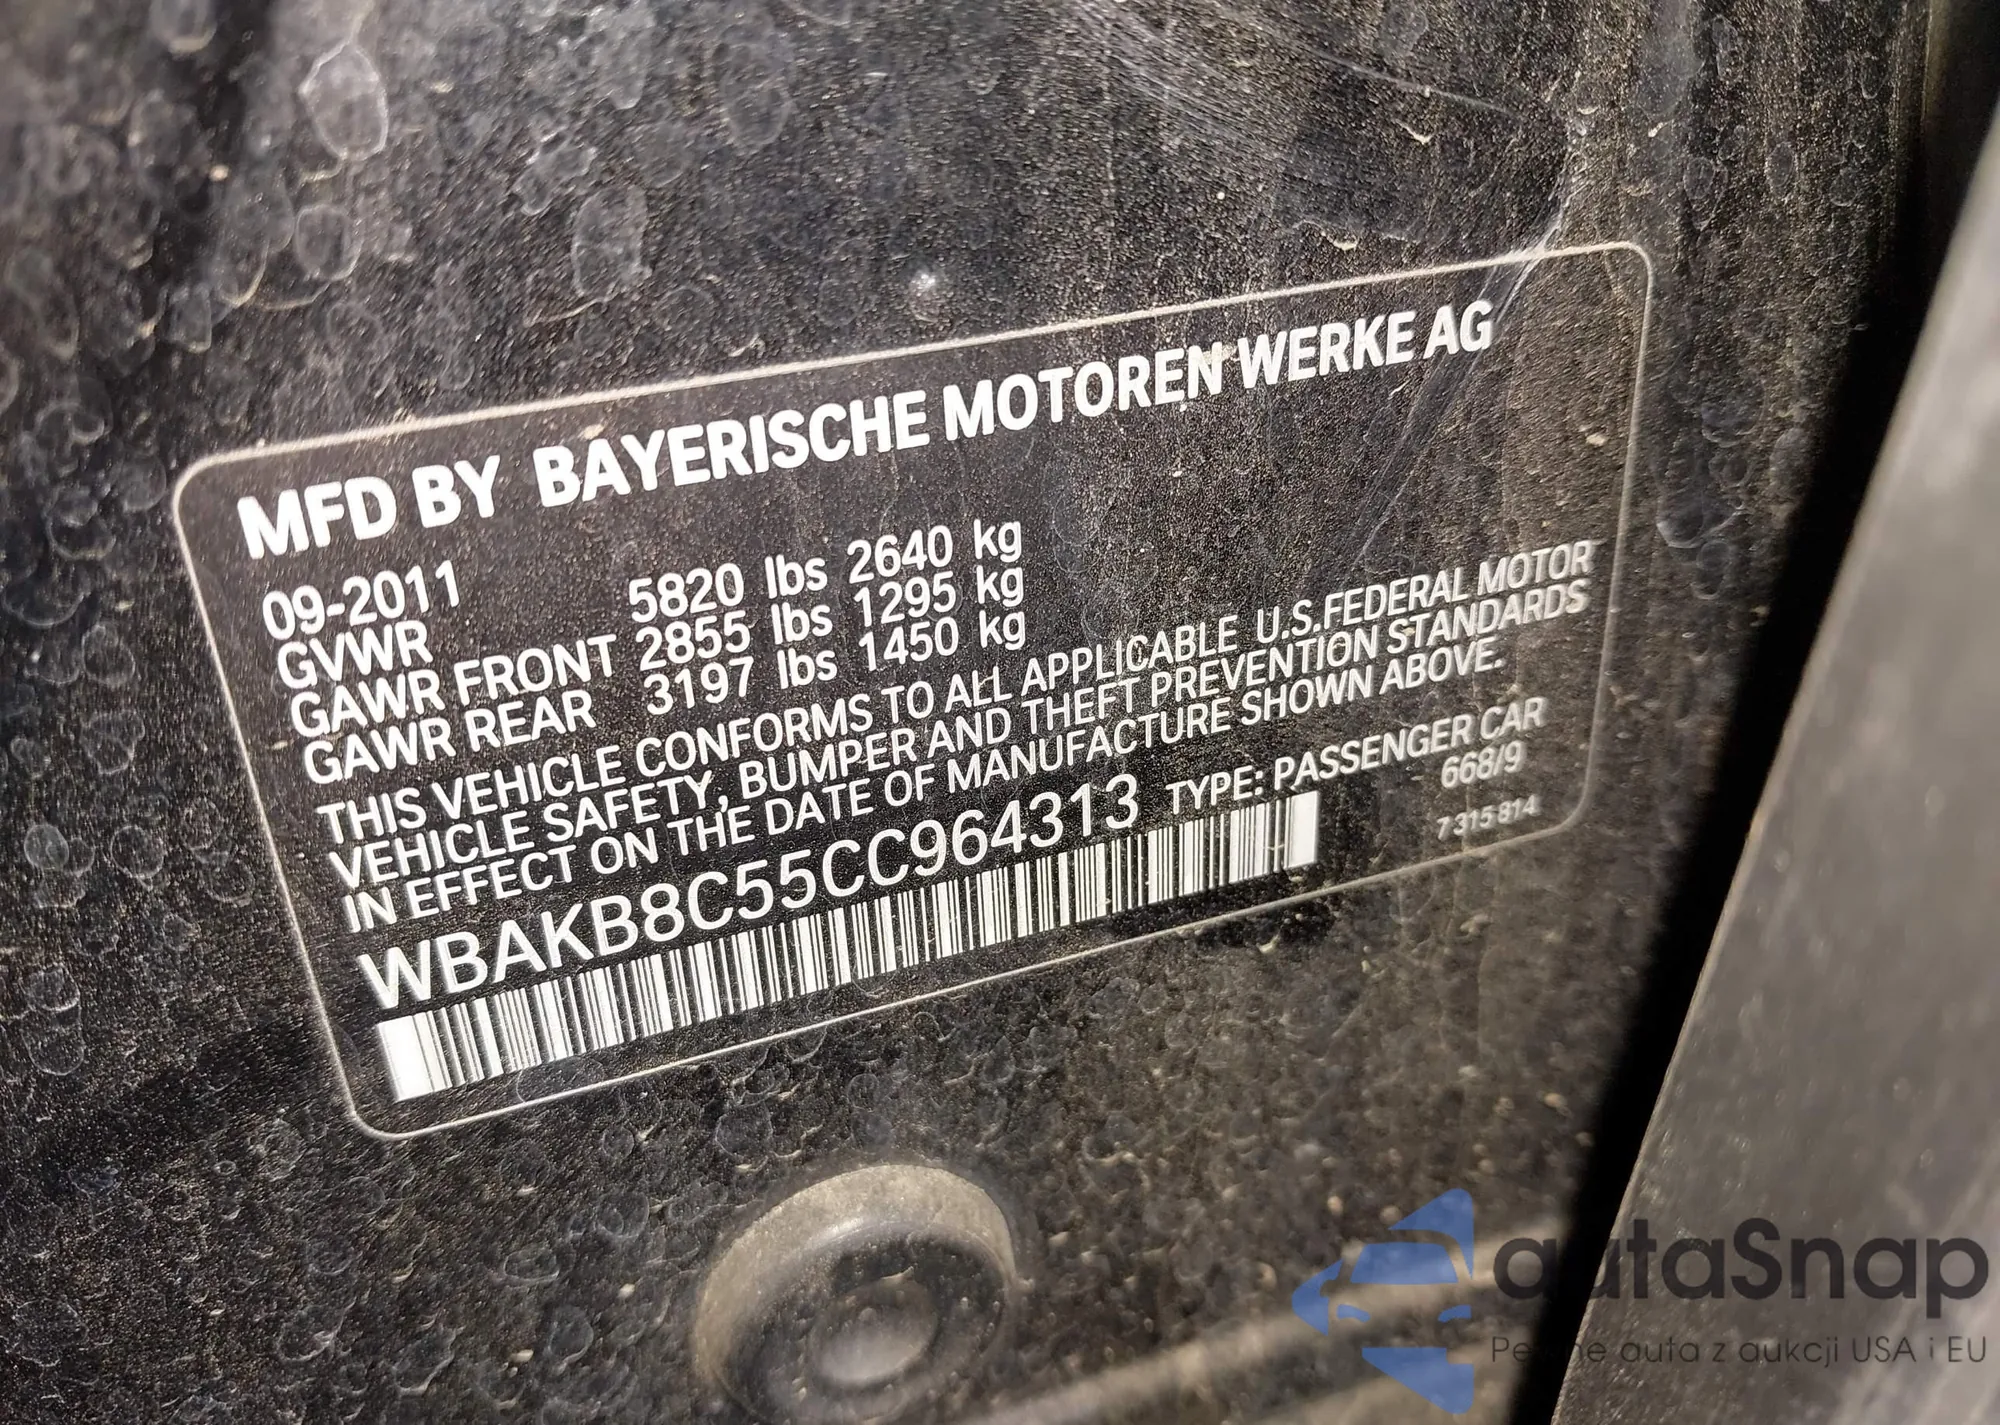 MFD BY BAYERISCHE MOTOREN WERKE AG
09-2011
GVWR 5820 lbs 2640 kg
GAWR FRONT 2855 lbs 1295 kg
GAWR REAR 3197 lbs 1450 kg
THIS VEHICLE CONFORMS TO ALL APPLICABLE U.S.FEDERAL MOTOR
VEHICLE SAFETY, BUMPER AND THEFT PREVENTION STANDARDS
IN EFFECT ON THE DATE OF MANUFACTURE SHOWN ABOVE.
WBAKB8C55CC964313 TYPE: PASSENGER CAR
668/9
7 315 814
autaSnap
auta z aukcji USA i EU